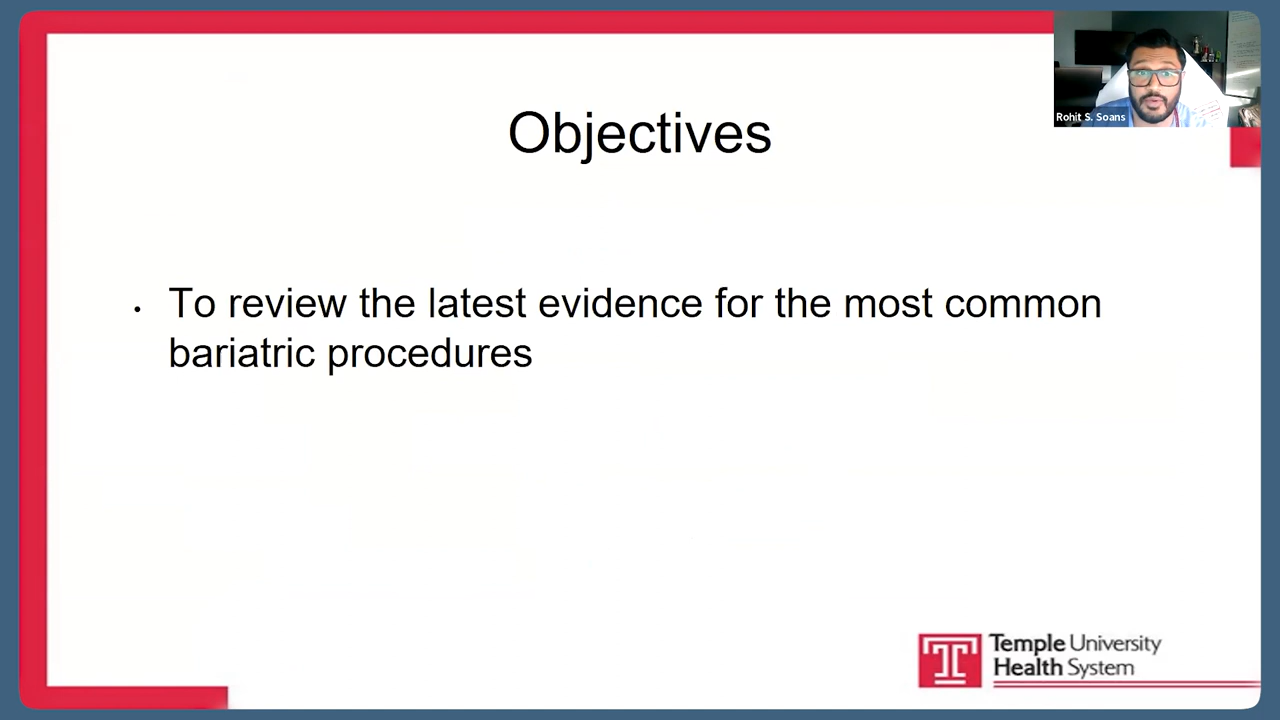 Rohit S. Soans
Objectives
• To review the latest evidence for the most common
bariatric procedures
T
Temple University
Health System